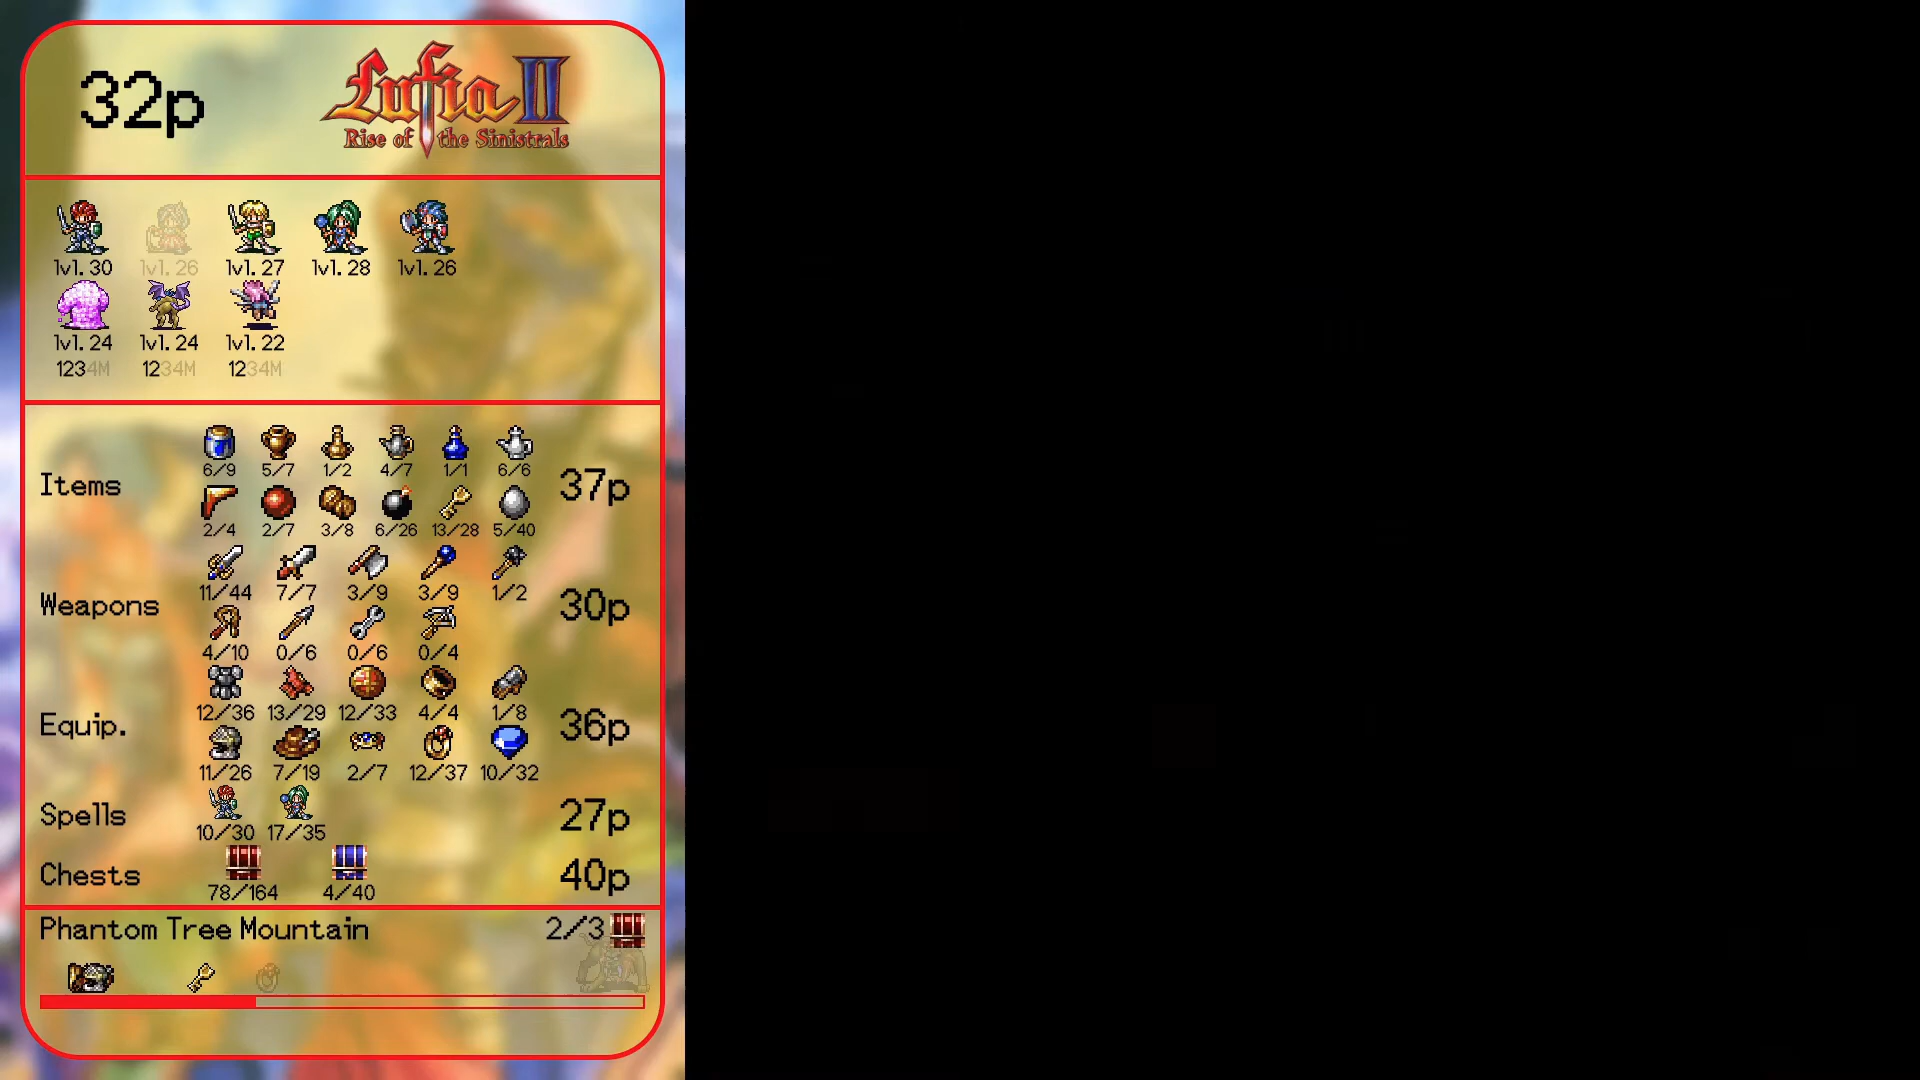 32p
Lufia II
Rise of the Sinistrals
lvl. 30 lvl. 26 lvl. 27 lvl. 28 lvl. 26
lvl. 24 lvl. 24 lvl. 22
1234M 1234M 1234M
6/9 5/7 1/2 4/7 1/1 6/6
Items 37p
2/4 2/7 3/8 6/26 13/28 5/40
11/44 7/7 3/9 3/9 1/2
Weapons 30p
4/10 0/6 0/6 0/4
12/36 13/29 12/33 4/4 1/8
Equip. 36p
11/26 7/19 2/7 12/37 10/32
Spells 27p
10/30 17/35
Chests 40p
78/164 4/40
Phantom Tree Mountain 2/3